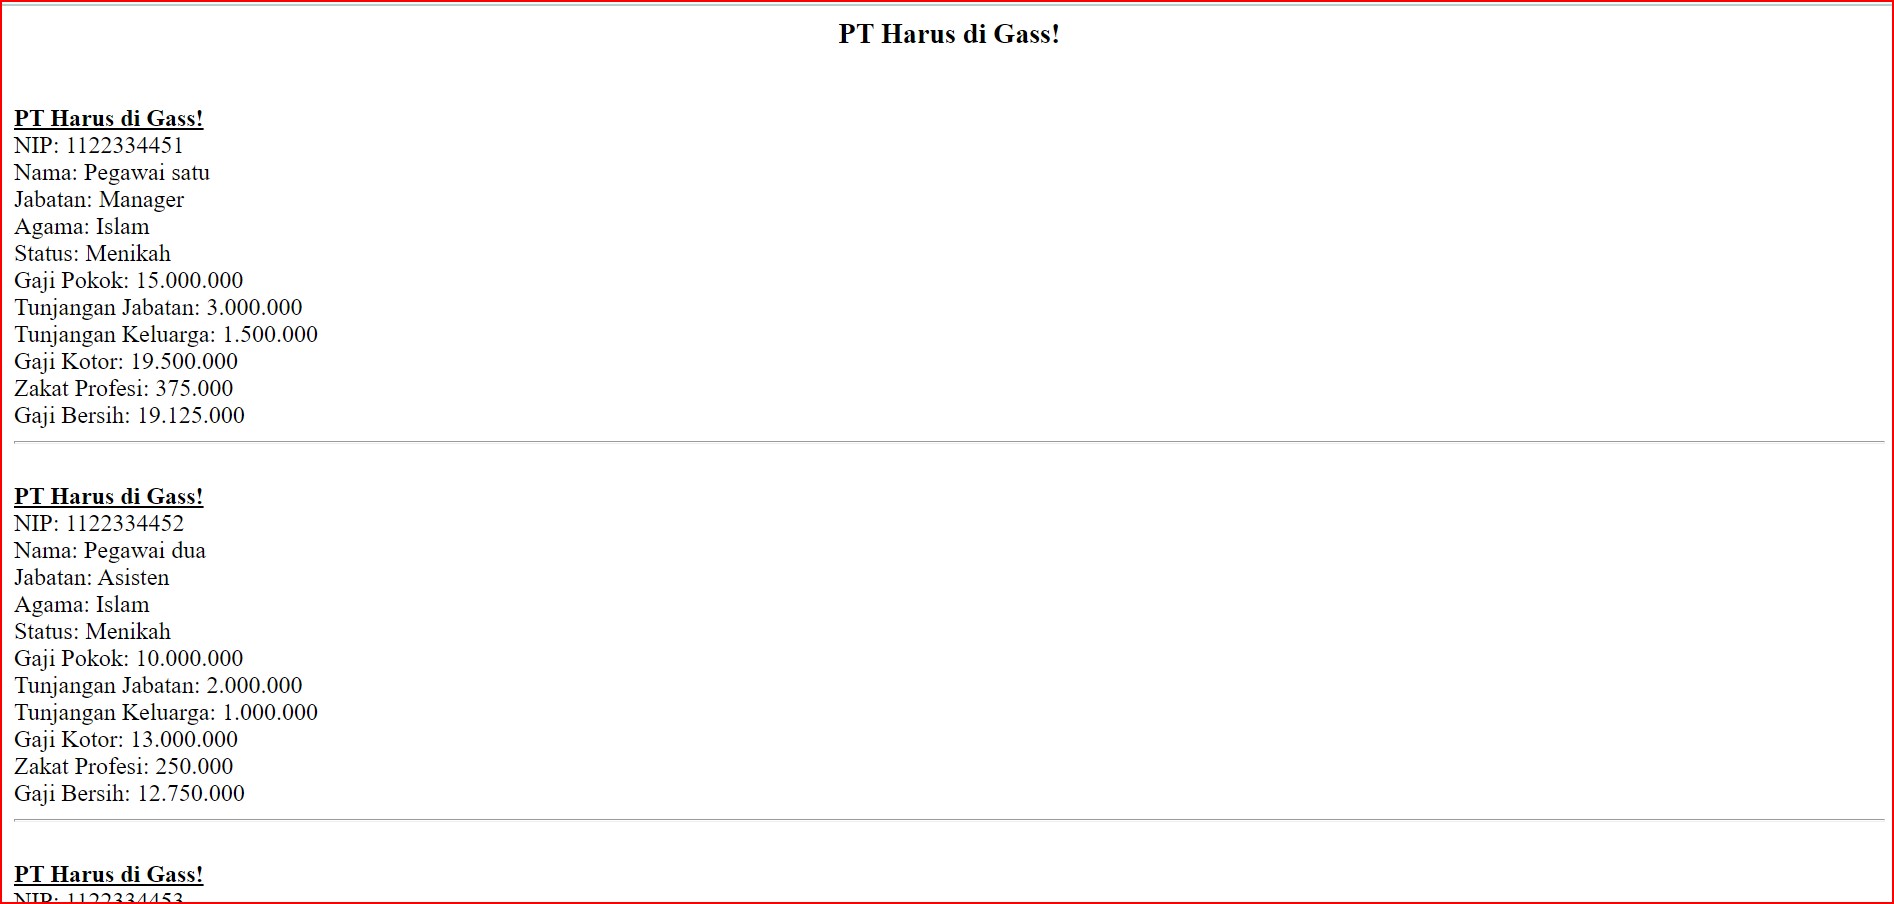 PT Harus di Gass!
PT Harus di Gass!
NIP: 1122334451
Nama: Pegawai satu
Jabatan: Manager
Agama: Islam
Status: Menikah
Gaji Pokok: 15.000.000
Tunjangan Jabatan: 3.000.000
Tunjangan Keluarga: 1.500.000
Gaji Kotor: 19.500.000
Zakat Profesi: 375.000
Gaji Bersih: 19.125.000
PT Harus di Gass!
NIP: 1122334452
Nama: Pegawai dua
Jabatan: Asisten
Agama: Islam
Status: Menikah
Gaji Pokok: 10.000.000
Tunjangan Jabatan: 2.000.000
Tunjangan Keluarga: 1.000.000
Gaji Kotor: 13.000.000
Zakat Profesi: 250.000
Gaji Bersih: 12.750.000
PT Harus di Gass!
NIP: 1122334453